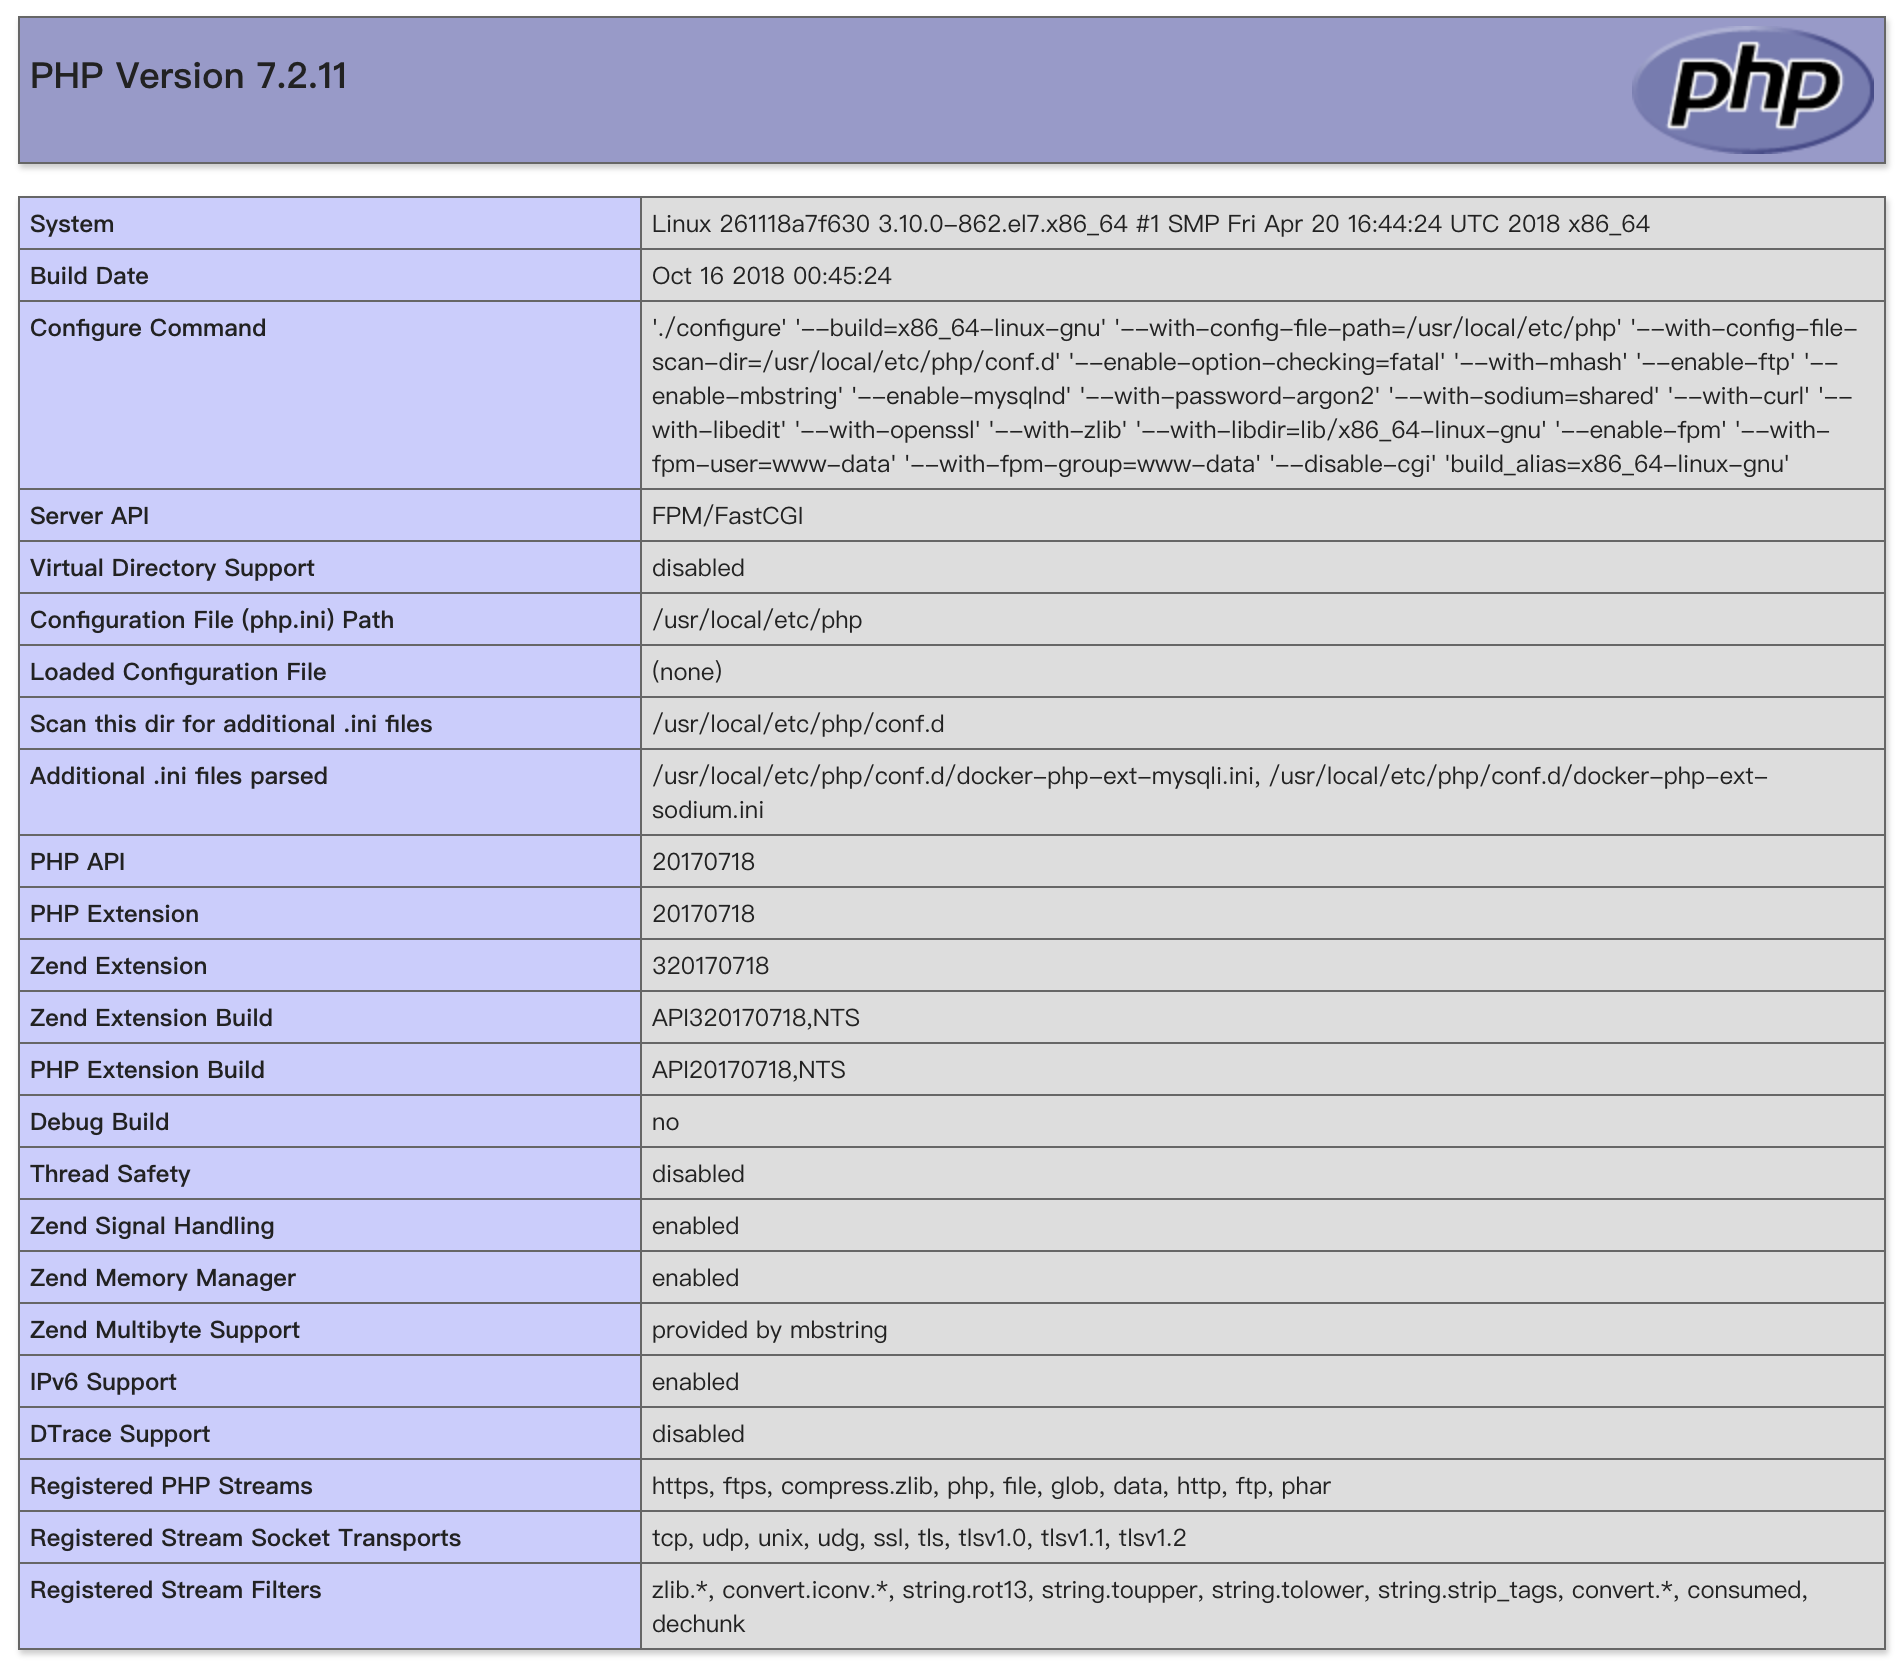 PHP Version 7.2.11
php
System
Linux 261118a7f630 3.10.0-862.el7.x86_64 #1 SMP Fri Apr 20 16:44:24 UTC 2018 x86_64
Build Date
Oct 16 2018 00:45:24
Configure Command
'./configure' '--build=x86_64-linux-gnu' '--with-config-file-path=/usr/local/etc/php' '--with-config-file-
scan-dir=/usr/local/etc/php/conf.d' '--enable-option-checking=fatal' '--with-mhash' '--enable-ftp' '--
enable-mbstring' '--enable-mysqlnd' '--with-password-argon2' '--with-sodium=shared' '--with-curl' '--
with-libedit' '--with-openssl' '--with-zlib' '--with-libdir=lib/x86_64-linux-gnu' '--enable-fpm' '--with-
fpm-user=www-data' '--with-fpm-group=www-data' '--disable-cgi' 'build_alias=x86_64-linux-gnu'
Server API
FPM/FastCGI
Virtual Directory Support
disabled
Configuration File (php.ini) Path
/usr/local/etc/php
Loaded Configuration File
(none)
Scan this dir for additional .ini files
/usr/local/etc/php/conf.d
Additional .ini files parsed
/usr/local/etc/php/conf.d/docker-php-ext-mysqli.ini, /usr/local/etc/php/conf.d/docker-php-ext-
sodium.ini
PHP API
20170718
PHP Extension
20170718
Zend Extension
320170718
Zend Extension Build
API320170718,NTS
PHP Extension Build
API20170718,NTS
Debug Build
no
Thread Safety
disabled
Zend Signal Handling
enabled
Zend Memory Manager
enabled
Zend Multibyte Support
provided by mbstring
IPv6 Support
enabled
DTrace Support
disabled
Registered PHP Streams
https, ftps, compress.zlib, php, file, glob, data, http, ftp, phar
Registered Stream Socket Transports
tcp, udp, unix, udg, ssl, tls, tlsv1.0, tlsv1.1, tlsv1.2
Registered Stream Filters
zlib.*, convert.iconv.*, string.rot13, string.toupper, string.tolower, string.strip_tags, convert.*, consumed,
dechunk